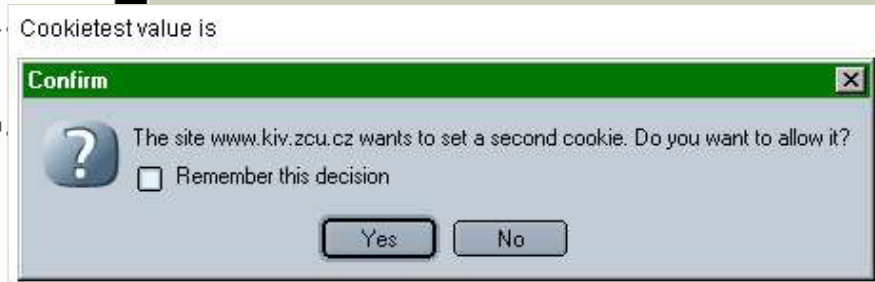 Cookietest value is
Confirm
The site www.kiv.zcu.cz wants to set a second cookie. Do you want to allow it?
Remember this decision
Yes No